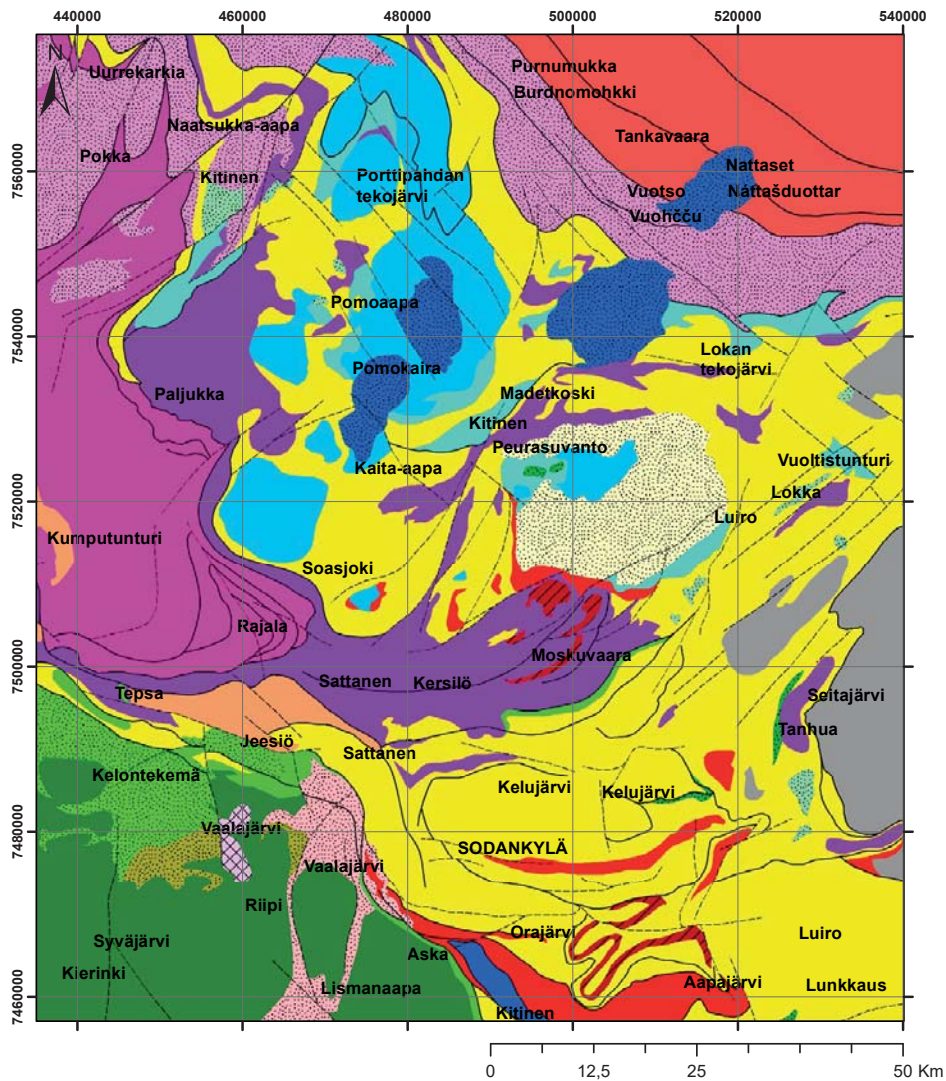 440000 460000 480000 500000 520000 540000
N
Uurrekarkia
Purnumukka
Burdnomohkki
Naatsukka-aapa
Tankavaara
Pokka
7560000
Kitinen
Porttipahdan
tekojärvi
Nattaset
Vuotso
Náttašduottar
Vuohčču
Pomoaapa
7540000
Lokan
tekojärvi
Pomokaira
Paljukka
Madetkoski
Kitinen
Peurasuvanto
Kaita-aapa
Vuoltistunturi
Lokka
7520000
Luiro
Kumputunturi
Soasjoki
Rajala
Moskuvaara
7500000
Sattanen
Kersilö
Tepsa
Seitajärvi
Tanhua
Jeesiö
Sattanen
Kelontekemä
Kelujärvi
Kelujärvi
7480000
Vaalajärvi
SODANKYLÄ
Vaalajärvi
Riipi
Orajärvi
Luiro
Syväjärvi
Aska
Kierinki
7460000
Lismanaapa
Aapajärvi
Lunkkaus
Kitinen
0 12,5 25 50 Km